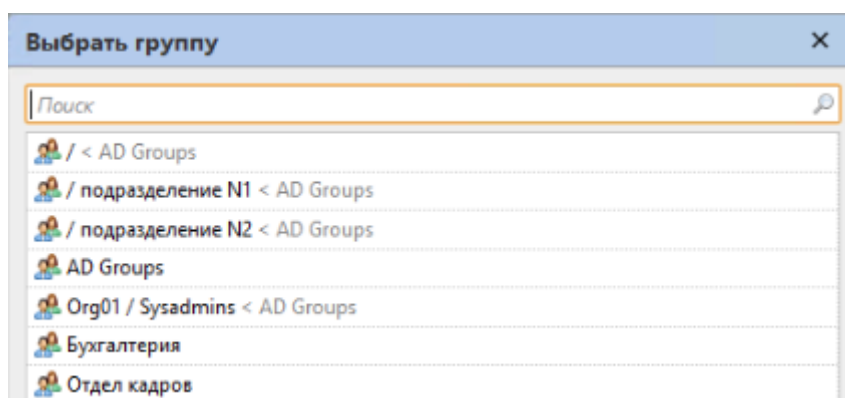 Выбрать группу
Поиск
/ < AD Groups
/ подразделение N1 < AD Groups
/ подразделение N2 < AD Groups
AD Groups
Org01 / Sysadmins < AD Groups
Бухгалтерия
Отдел кадров